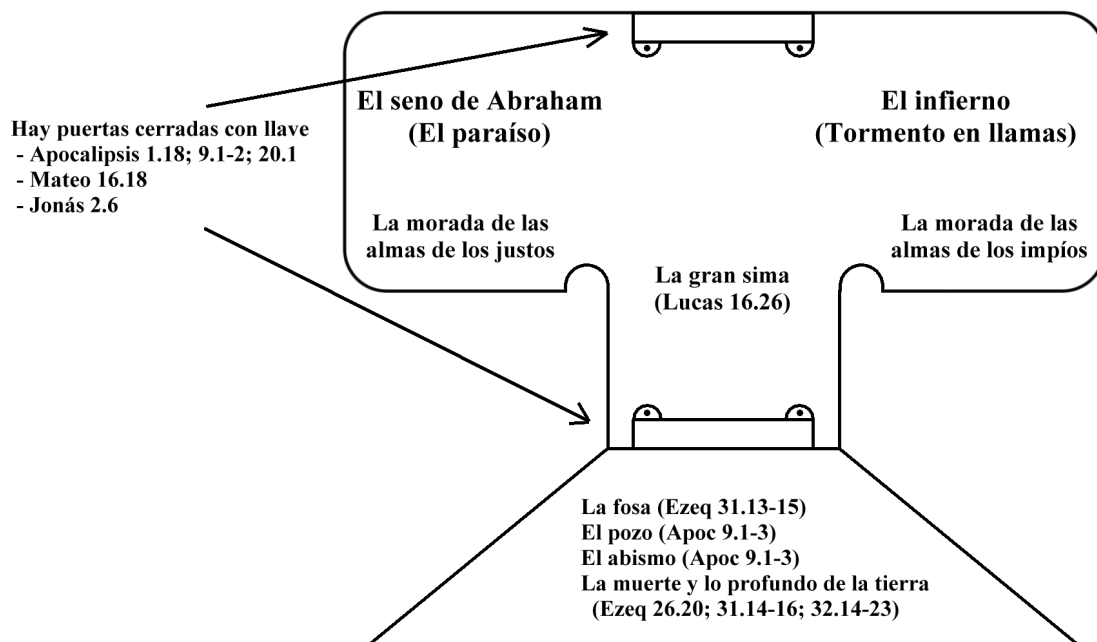 El seno de Abraham
(El paraíso)
El infierno
(Tormento en llamas)
Hay puertas cerradas con llave
- Apocalipsis 1.18; 9.1-2; 20.1
- Mateo 16.18
- Jonás 2.6
La morada de las
almas de los justos
La morada de las
almas de los impíos
La gran sima
(Lucas 16.26)
La fosa (Ezeq 31.13-15)
El pozo (Apoc 9.1-3)
El abismo (Apoc 9.1-3)
La muerte y lo profundo de la tierra
(Ezeq 26.20; 31.14-16; 32.14-23)